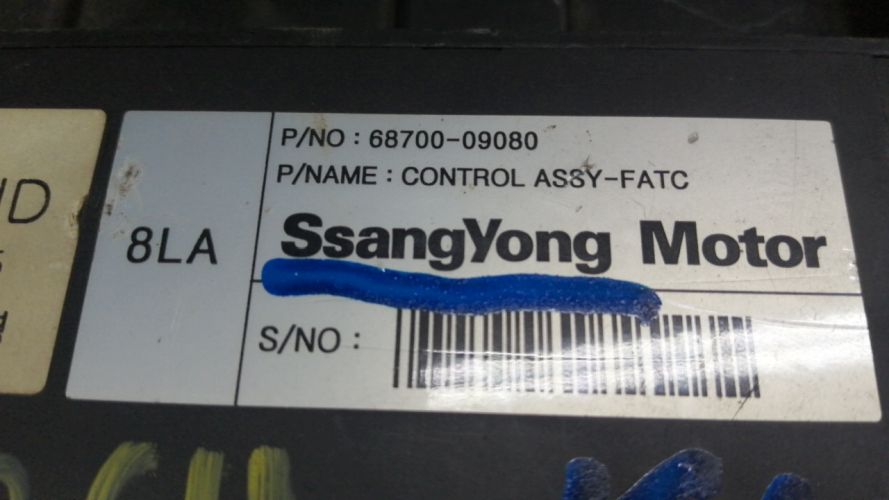 P/NO : 68700-09080
P/NAME : CONTROL ASSY-FATC
8LA
SsangYong Motor
S/NO :